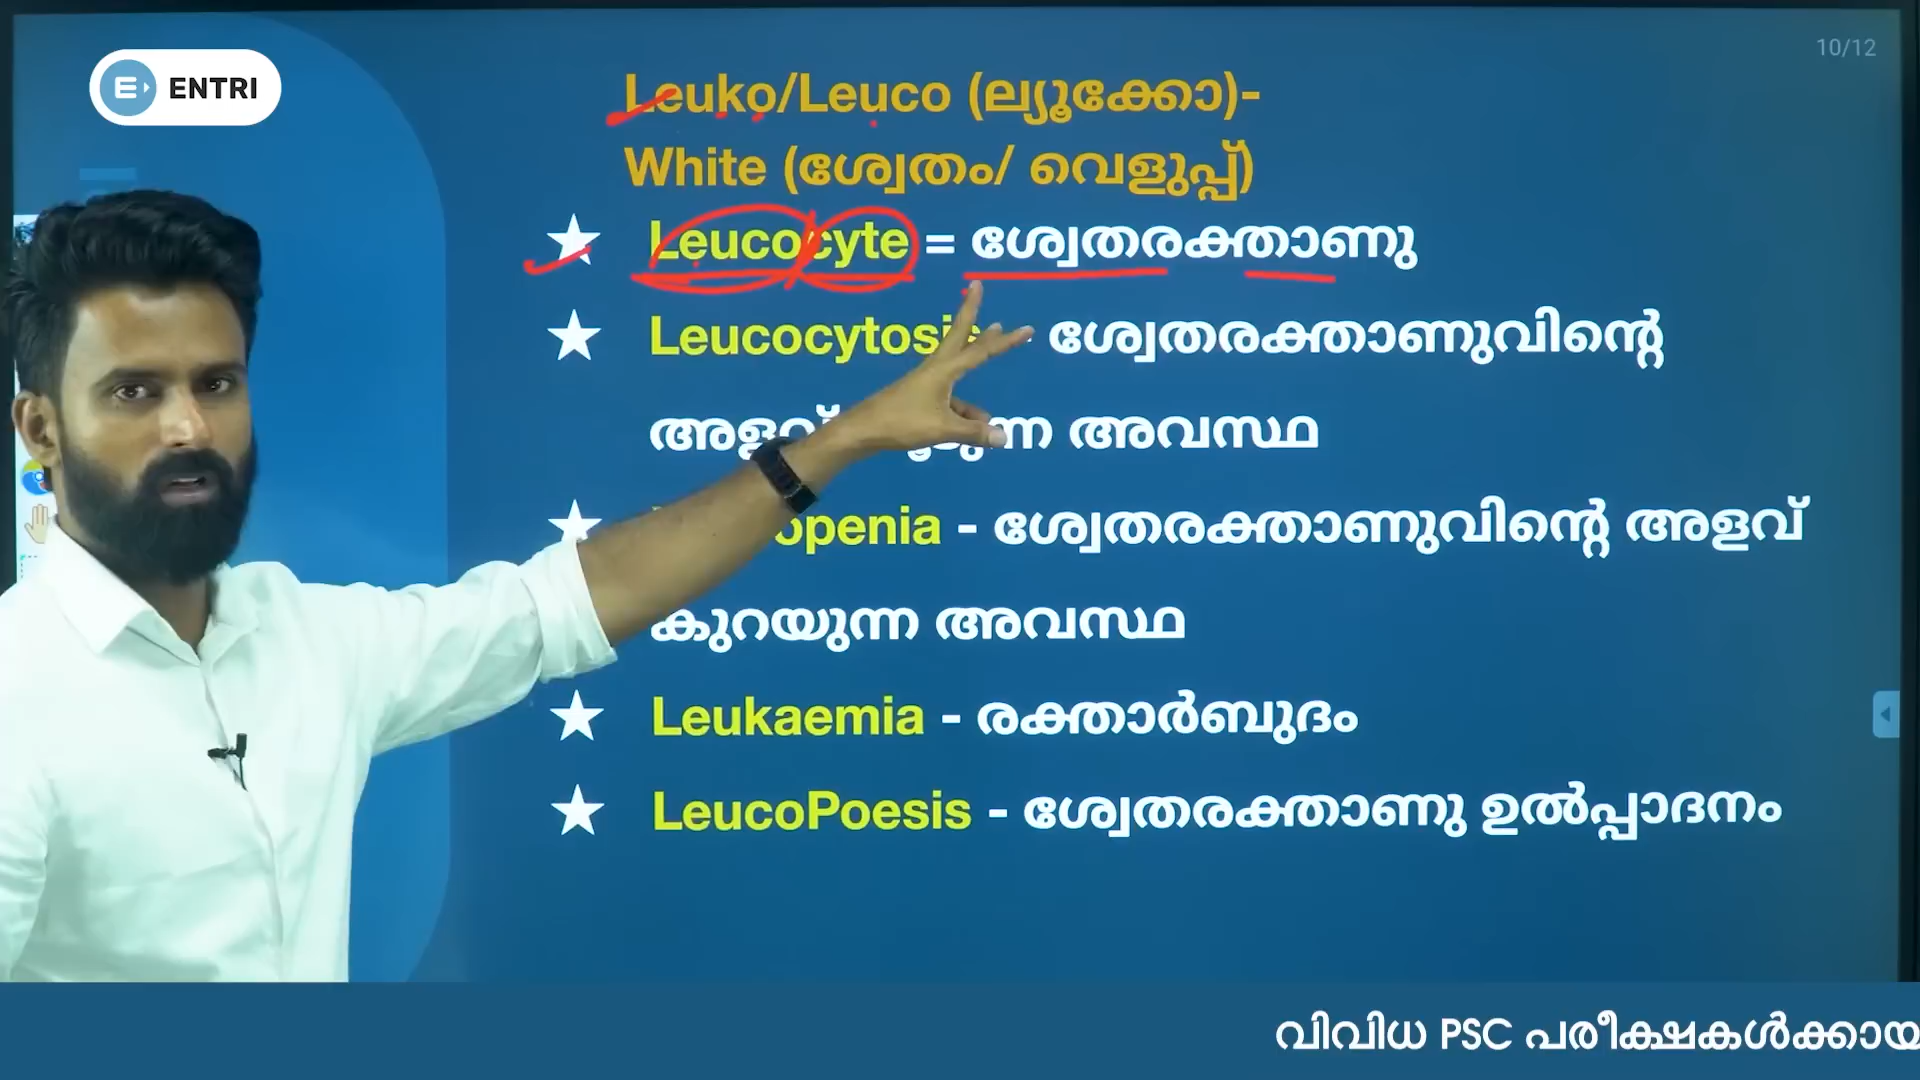 ENTRI
10/12
Leuko/Leuco (ല്യൂക്കോ)-
White (ശ്വേതം/ വെളുപ്പ്)
Leucocyte = ശ്വേതരക്താണു
- ശ്വേതരക്താണുവിന്റെ
അവസ്ഥ
- ശ്വേതരക്താണുവിന്റെ അളവ്
കുറയുന്ന അവസ്ഥ
Leukaemia - രക്താർബുദം
LeucoPoesis - ശ്വേതരക്താണു ഉൽപ്പാദനം
വിവിധ PSC പരീക്ഷകൾക്കായ